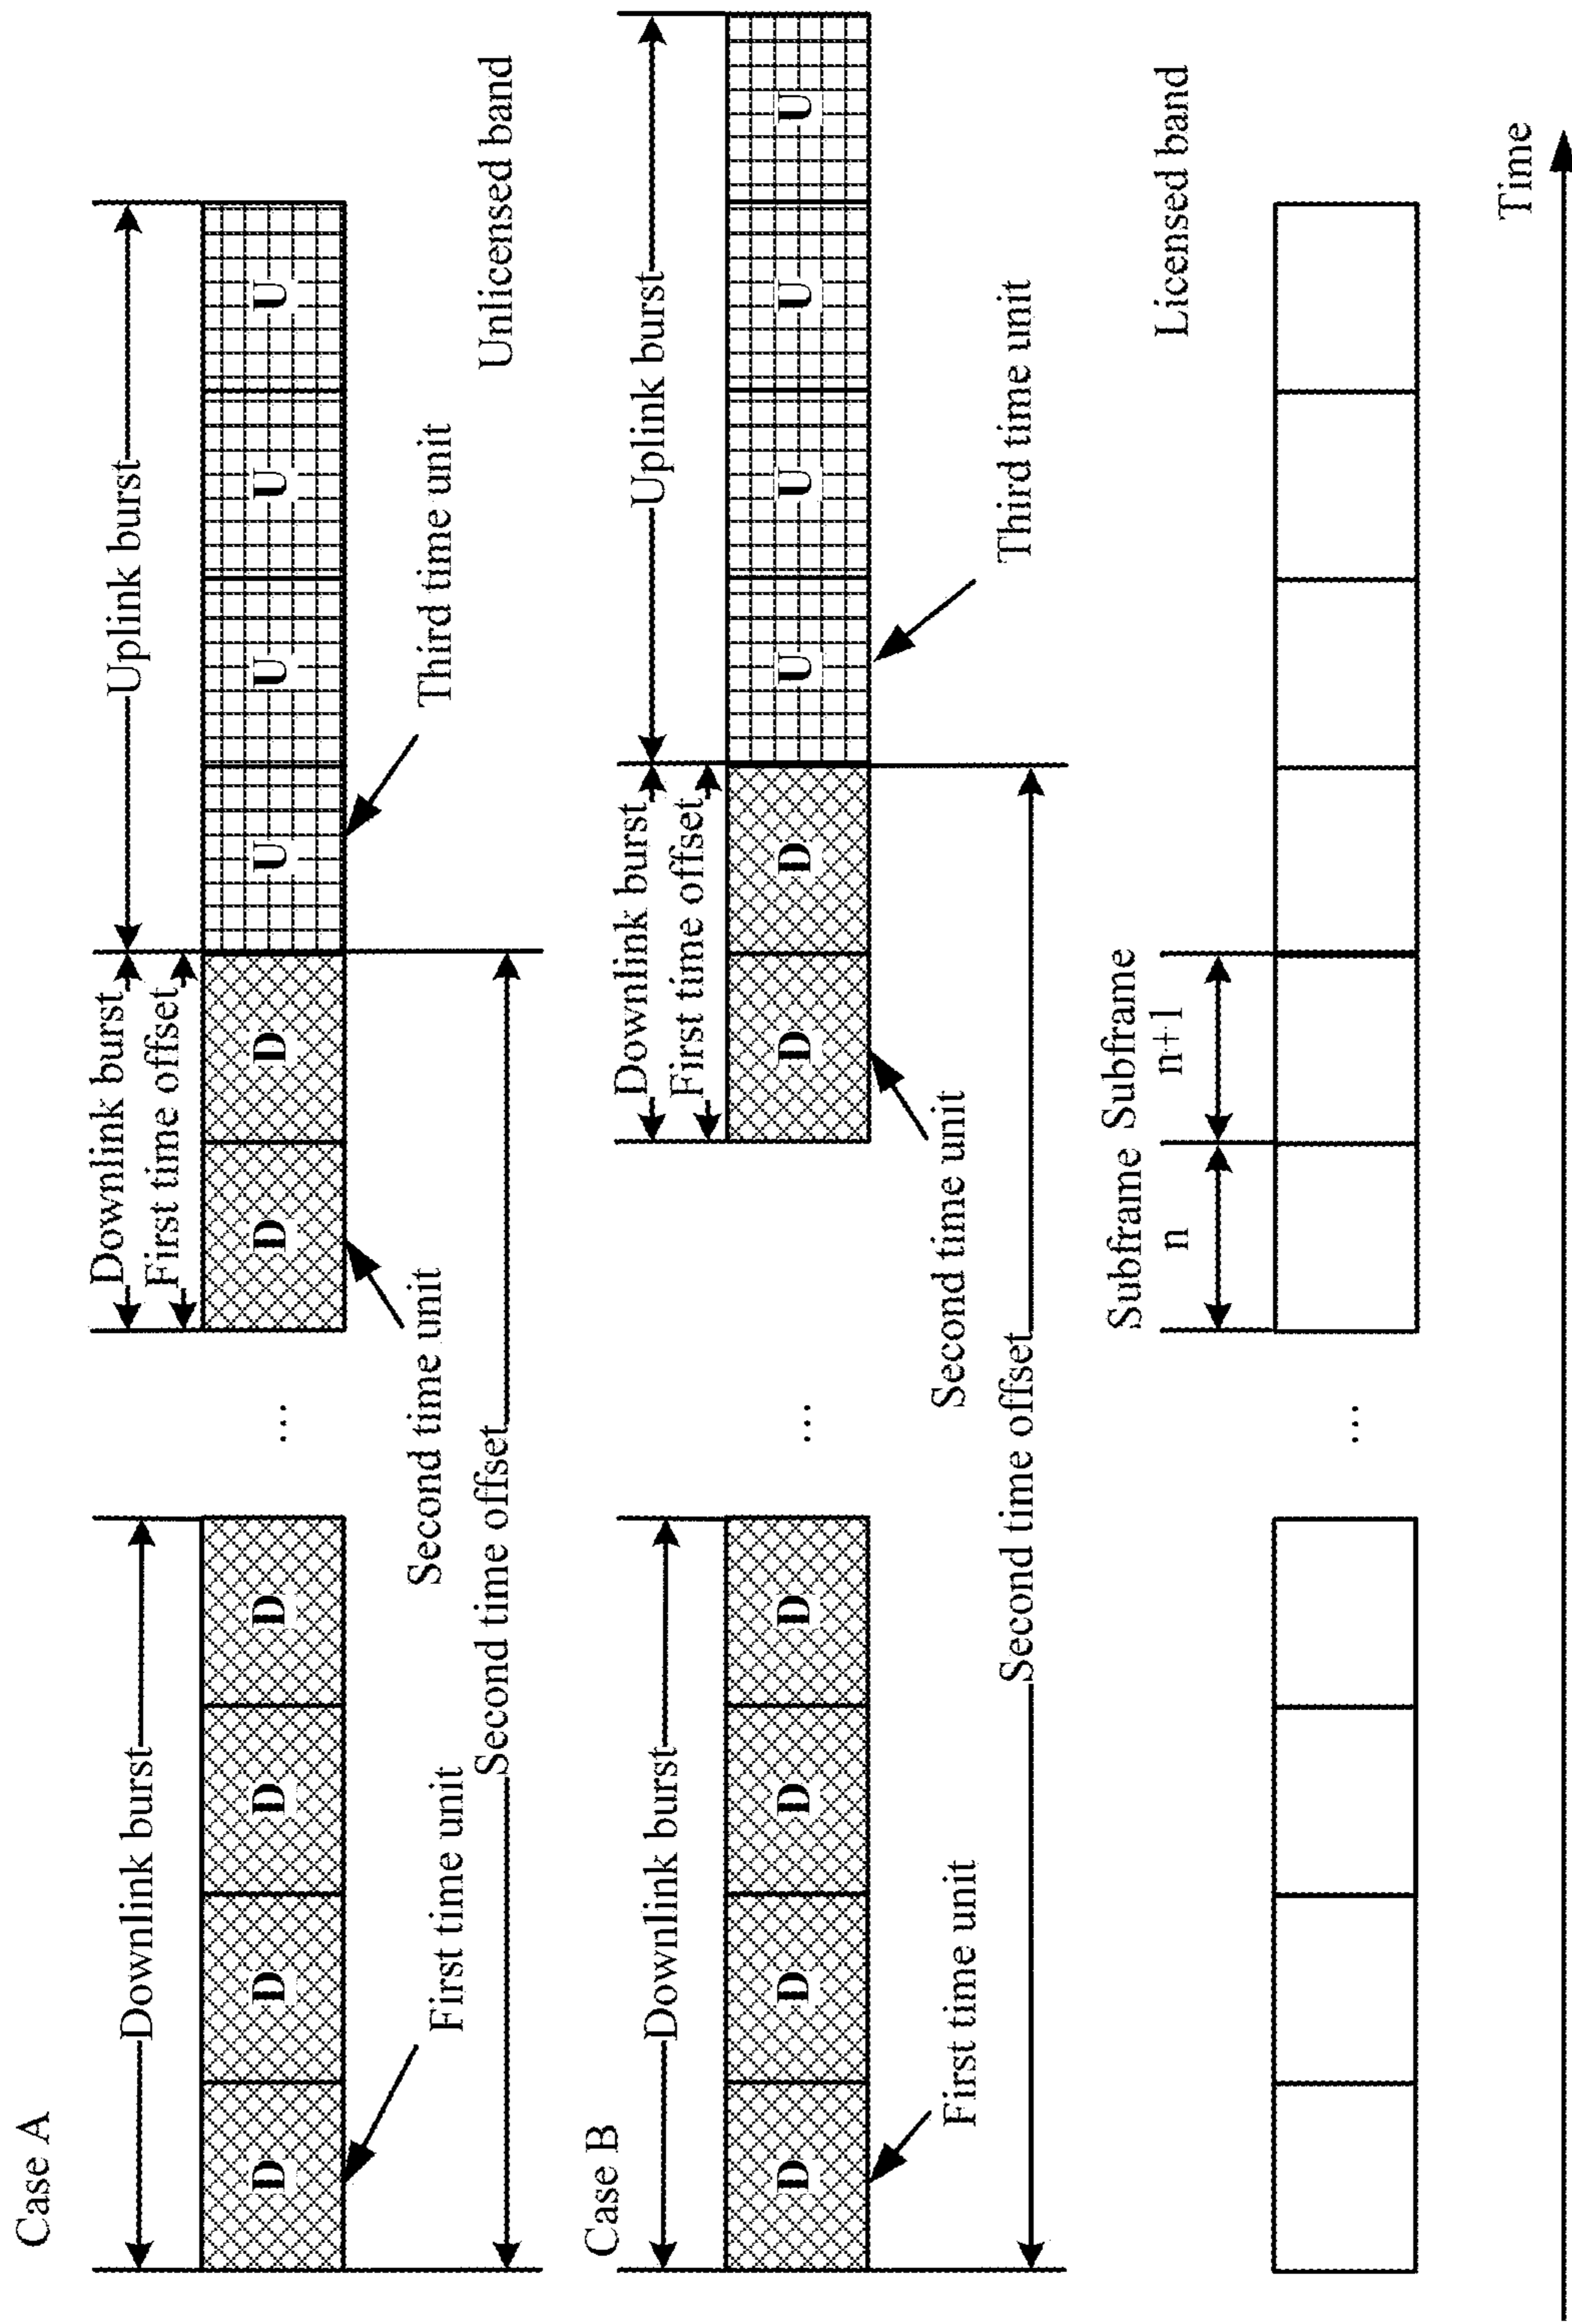 Case A
Downlink burst
Downlink burst
Uplink burst
First time offset
D
D
D
D
...
D
D
U
U
U
U
First time unit
Second time unit
Third time unit
Second time offset
Unlicensed band
Case B
Downlink burst
Downlink burst
Uplink burst
First time offset
D
D
D
D
...
D
D
U
U
U
U
First time unit
Second time unit
Third time unit
Second time offset
Subframe
n
Subframe
n+1
Licensed band
...
Time